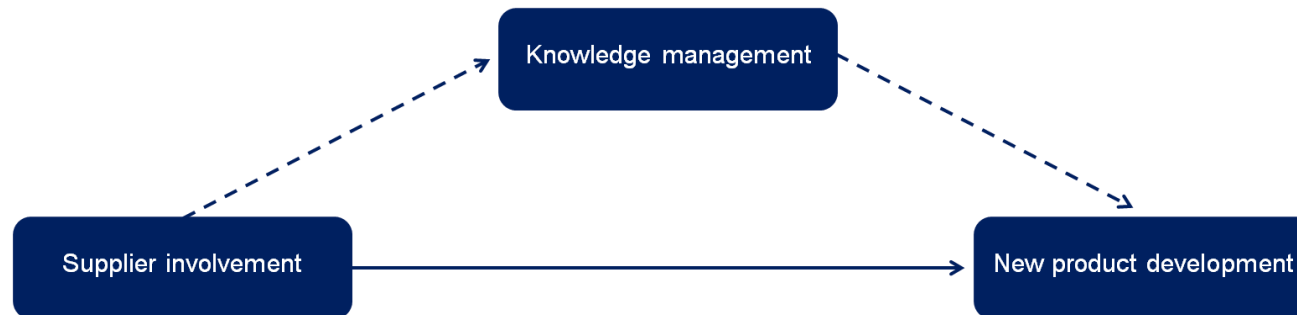 Knowledge management
Supplier involvement
New product development